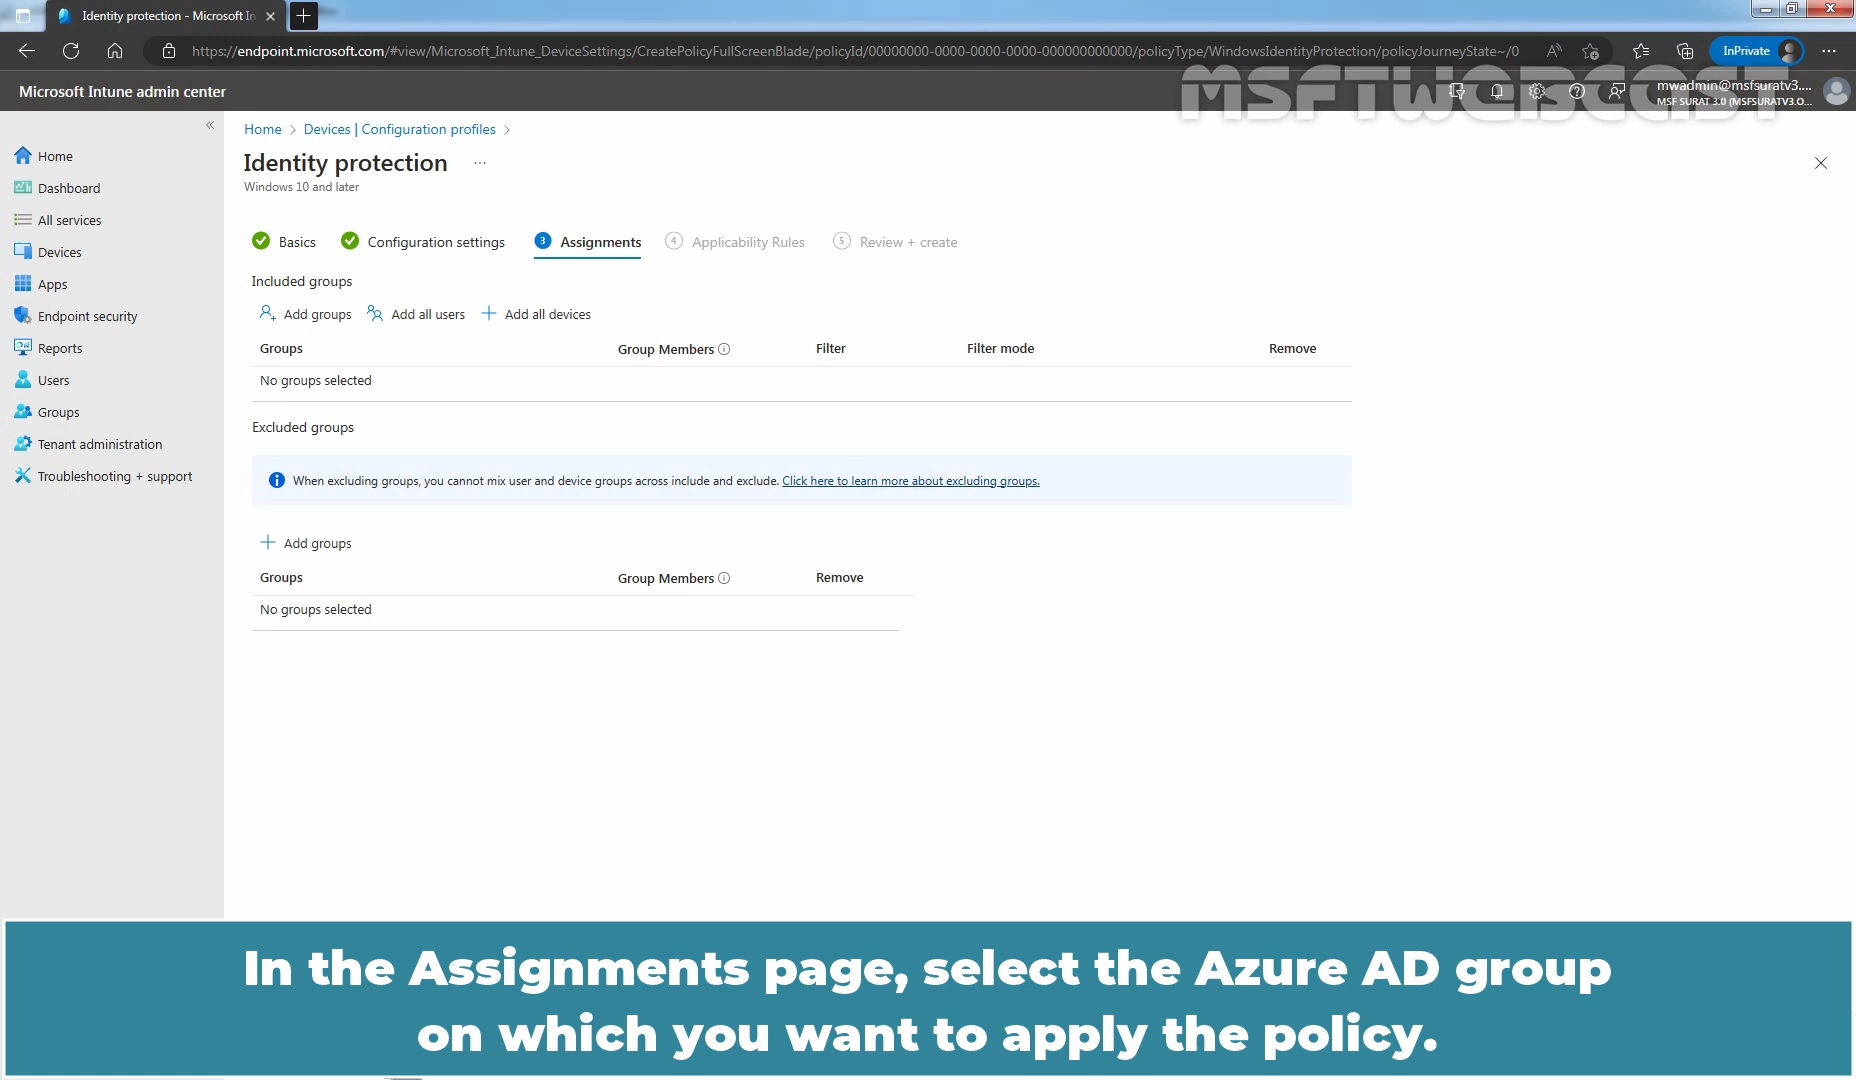 Identity protection - Microsoft In
https://endpoint.microsoft.com/#view/Microsoft_Intune_DeviceSettings/CreatePolicyFullScreenBlade/policyId/00000000-0000-0000-0000-000000000000/policyType/WindowsIdentityProtection/policyJourneyState~/0
InPrivate
Microsoft Intune admin center
MSFTWEBCAST
mwadmin@msfsuratv3....
MSF SURAT 3.0 (MSFSURATV3.O...
Home > Devices | Configuration profiles >
Identity protection ...
Windows 10 and later
Home
Dashboard
All services
Devices
Apps
Endpoint security
Reports
Users
Groups
Tenant administration
Troubleshooting + support
Basics Configuration settings 3 Assignments 4 Applicability Rules 5 Review + create
Included groups
Add groups Add all users + Add all devices
Groups Group Members Filter Filter mode Remove
No groups selected
Excluded groups
When excluding groups, you cannot mix user and device groups across include and exclude. Click here to learn more about excluding groups.
+ Add groups
Groups Group Members Remove
No groups selected
In the Assignments page, select the Azure AD group
on which you want to apply the policy.